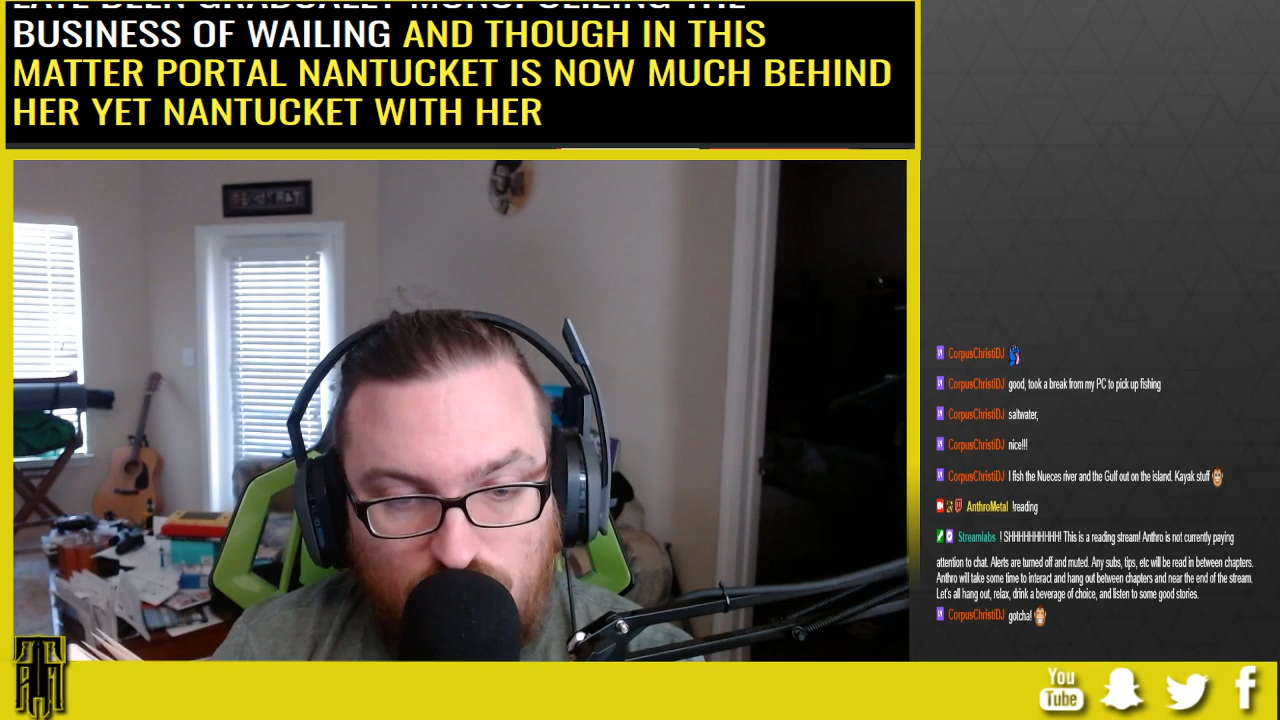 LATE BEEN GRADUALLY MONOPOLIZING THE
BUSINESS OF WAILING AND THOUGH IN THIS
MATTER PORTAL NANTUCKET IS NOW MUCH BEHIND
HER YET NANTUCKET WITH HER
CorpusChristiDJ
CorpusChristiDJ good, took a break from my PC to pick up fishing
CorpusChristiDJ saltwater,
CorpusChristiDJ nice!!!
CorpusChristiDJ I fish the Nueces river and the Gulf out on the island. Kayak stuff
AnthroMetal !reading
Streamlabs ! SHHHHHHHHHH! This is a reading stream! Anthro is not currently paying
attention to chat. Alerts are turned off and muted. Any subs, tips, etc will be read in between chapters.
Anthro will take some time to interact and hang out between chapters and near the end of the stream.
Let's all hang out, relax, drink a beverage of choice, and listen to some good stories.
CorpusChristiDJ gotcha!
You
Tube